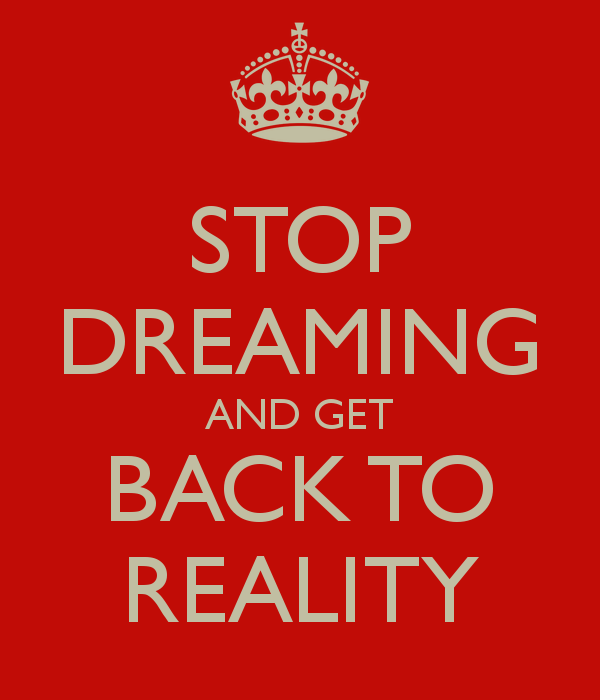 STOP
DREAMING
AND GET
BACK TO
REALITY